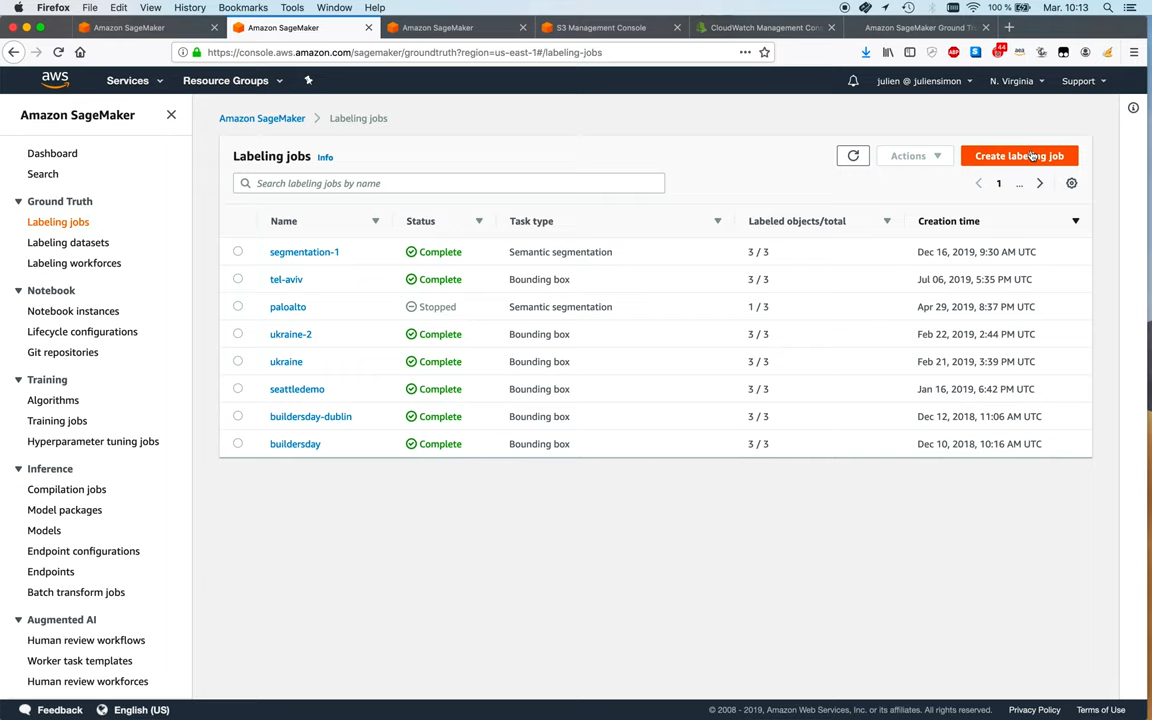 Firefox File Edit View History Bookmarks Tools Window Help 100 % Mar. 10:13
Amazon SageMaker
Amazon SageMaker
Amazon SageMaker
S3 Management Console
CloudWatch Management Con
Amazon SageMaker Ground Tr
https://console.aws.amazon.com/sagemaker/groundtruth?region=us-east-1#/labeling-jobs
44
ABP
aws Services Resource Groups julien @ juliensimon N. Virginia Support
Amazon SageMaker
Dashboard
Search
Ground Truth
Labeling jobs
Labeling datasets
Labeling workforces
Notebook
Notebook instances
Lifecycle configurations
Git repositories
Training
Algorithms
Training jobs
Hyperparameter tuning jobs
Inference
Compilation jobs
Model packages
Models
Endpoint configurations
Endpoints
Batch transform jobs
Augmented AI
Human review workflows
Worker task templates
Human review workforces
Amazon SageMaker > Labeling jobs
Labeling jobs Info
Actions
Create labeling job
Search labeling jobs by name
1 ...
Name Status Task type Labeled objects/total Creation time
segmentation-1 Complete Semantic segmentation 3 / 3 Dec 16, 2019, 9:30 AM UTC
tel-aviv Complete Bounding box 3 / 3 Jul 06, 2019, 5:35 PM UTC
paloalto Stopped Semantic segmentation 1 / 3 Apr 29, 2019, 8:37 PM UTC
ukraine-2 Complete Bounding box 3 / 3 Feb 22, 2019, 2:44 PM UTC
ukraine Complete Bounding box 3 / 3 Feb 21, 2019, 3:39 PM UTC
seattledemo Complete Bounding box 3 / 3 Jan 16, 2019, 6:42 PM UTC
buildersday-dublin Complete Bounding box 3 / 3 Dec 12, 2018, 11:06 AM UTC
buildersday Complete Bounding box 3 / 3 Dec 10, 2018, 10:16 AM UTC
Feedback English (US) © 2008 - 2019, Amazon Web Services, Inc. or its affiliates. All rights reserved. Privacy Policy Terms of Use